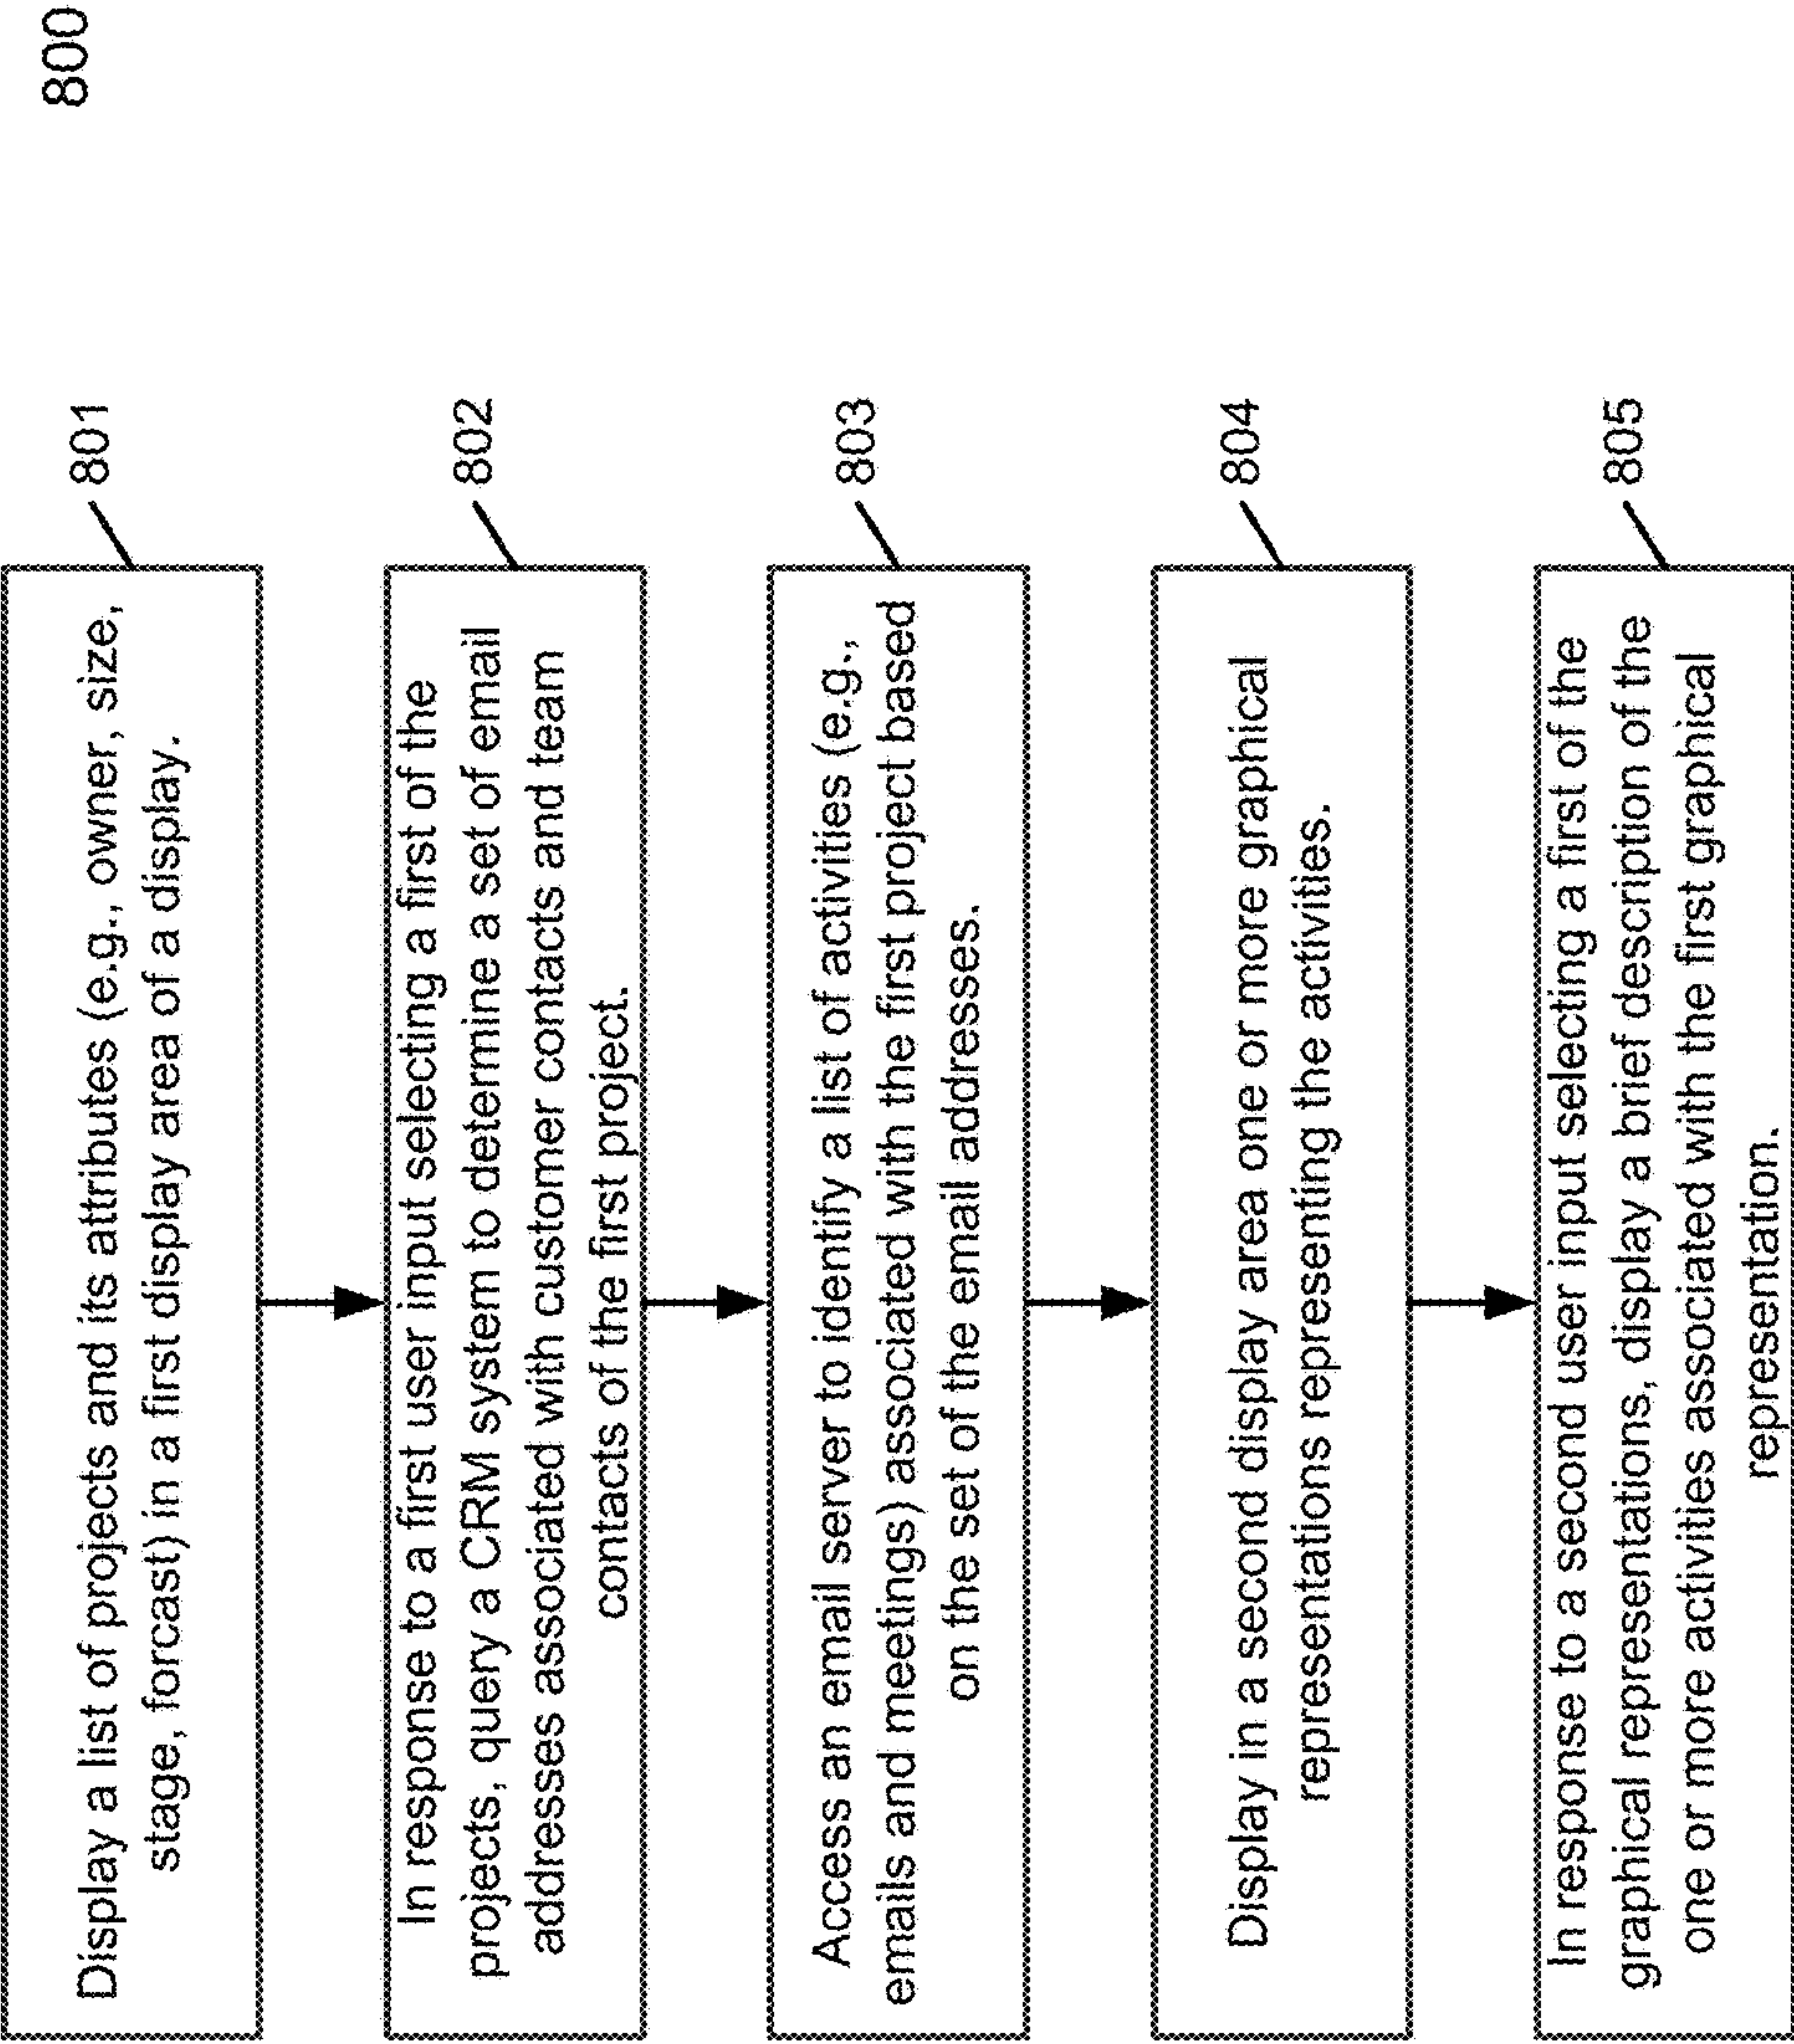 800
Display a list of projects and its attributes (e.g., owner, size,
stage, forcast) in a first display area of a display.
801
In response to a first user input selecting a first of the
projects, query a CRM system to determine a set of email
addresses associated with customer contacts and team
contacts of the first project.
802
Access an email server to identify a list of activities (e.g.,
emails and meetings) associated with the first project based
on the set of the email addresses.
803
Display in a second display area one or more graphical
representations representing the activities.
804
In response to a second user input selecting a first of the
graphical representations, display a brief description of the
one or more activities associated with the first graphical
representation.
805